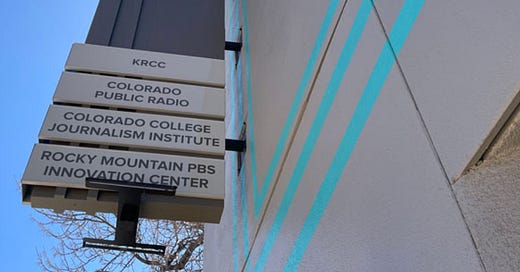 KRCC
COLORADO
PUBLIC RADIO
COLORADO COLLEGE
JOURNALISM INSTITUTE
ROCKY MOUNTAIN PBS
INNOVATION CENTER